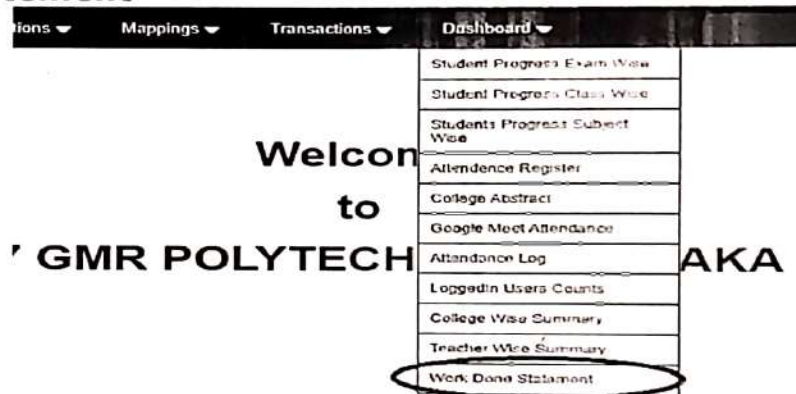 tions Mappings Transactions Dashboard
Student Progress Exam Wise
Student Progress Class Wise
Students Progress Subject
Wise
Welcon
Attendence Register
to
College Abstract
Google Meet Attendance
GMR POLYTECH
Attendance Log
AKA
LoggedIn Users Counts
College Wise Summary
Teacher Wise Summary
Work Done Statement